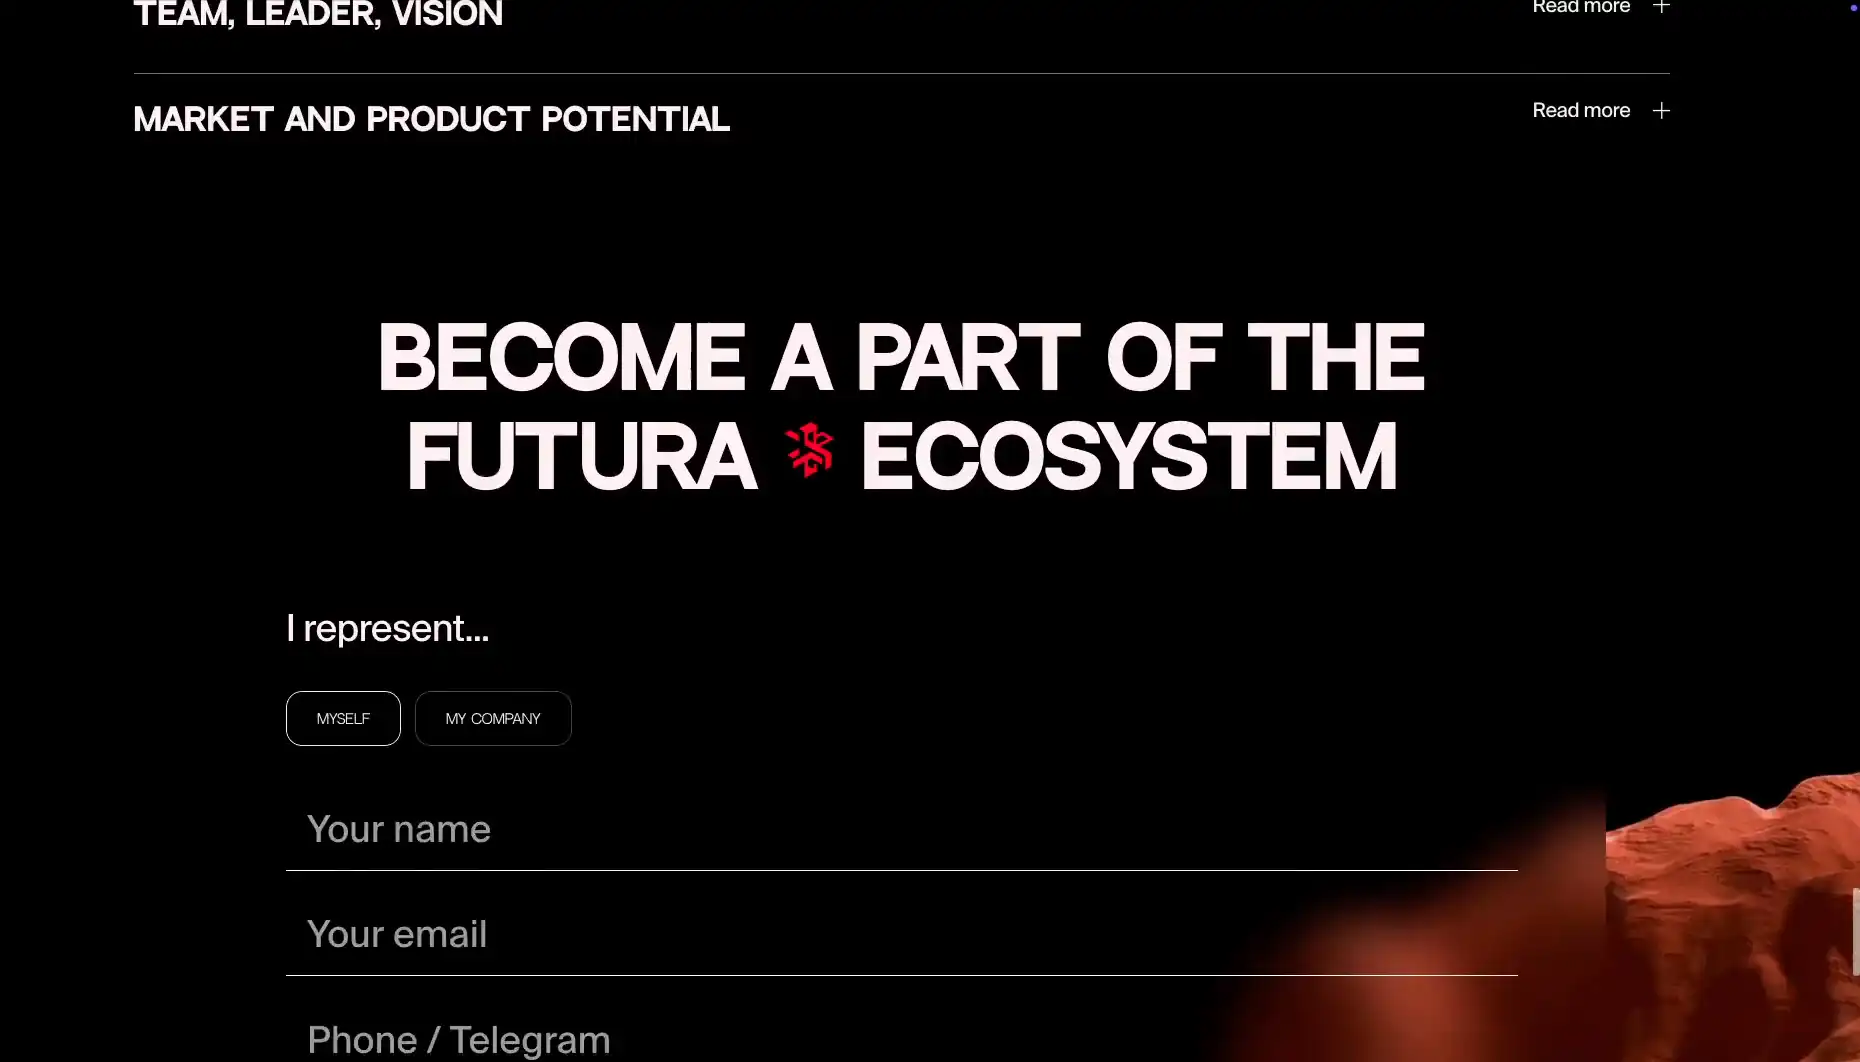 TEAM, LEADER, VISION
Read more
MARKET AND PRODUCT POTENTIAL
Read more
BECOME A PART OF THE
FUTURA ECOSYSTEM
I represent...
MYSELF
MY COMPANY
Your name
Your email
Phone / Telegram